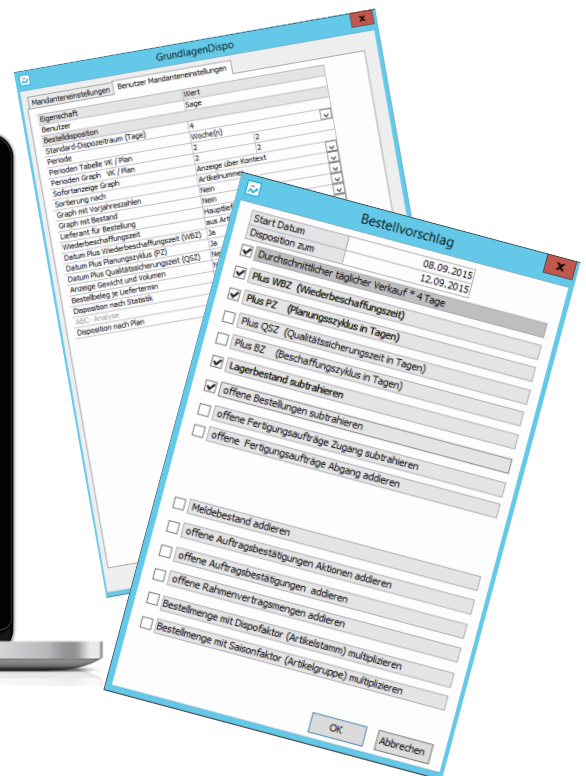 GrundlagenDispo
x
Mandanteneinstellungen Benutzer Mandanteneinstellungen
Eigenschaft Wert
Benutzer Sage
Bestelldisposition
Standard-Dispozeitraum (Tage) 4
Periode Woche(n)
Perioden Tabelle VK / Plan 2 2
Perioden Graph VK / Plan 2 2
Sofortanzeige Graph Anzeige über Kontext
Sortierung nach Artikelnummer
Graph mit Vorjahreszahlen Nein
Graph mit Bestand Nein
Lieferant für Bestellung
Wiederbeschaffungszeit aus
Datum Plus Wiederbeschaffungszeit (WBZ) Ja
Datum Plus Planungszyklus (PZ) Ja
Datum Plus Qualitätssicherungszeit (QSZ)
Anzeige Gewicht und Volumen
Bestellbeleg je Liefertermin
Disposition nach Statistik
ABC- Analyse
Disposition nach Plan
Bestellvorschlag
x
Start Datum 08.09.2015
Disposition zum 12.09.2015
Durchschnittlicher täglicher Verkauf * 4 Tage
Plus WBZ (Wiederbeschaffungszeit)
Plus PZ (Planungsszyklus in Tagen)
Plus QSZ (Qualitätssicherungszeit in Tagen)
Plus BZ (Beschaffungszyklus in Tagen)
Lagerbestand subtrahieren
offene Bestellungen subtrahieren
offene Fertigungsaufträge Zugang subtrahieren
offene Fertigungsaufträge Abgang addieren
Meldebestand addieren
offene Auftragsbestätigungen Aktionen addieren
offene Auftragsbestätigungen addieren
offene Rahmenvertragsmengen addieren
Bestellmenge mit Dispofaktor (Artikelstamm) multiplizieren
Bestellmenge mit Saisonfaktor (Artikelgruppe) multiplizieren
OK Abbrechen